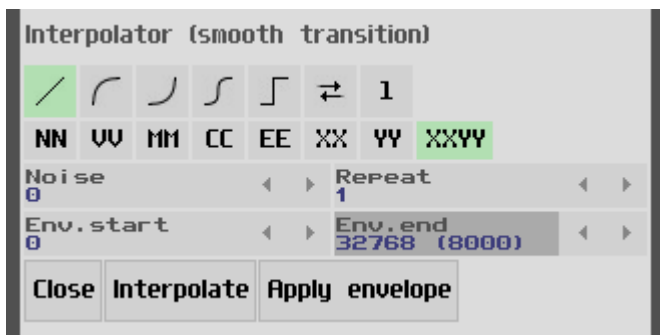 Interpolator (smooth transition)
1
NN VV MM CC EE XX YY XXYY
Noise Repeat
0 1
Env.start Env.end
0 32768 (8000)
Close Interpolate Apply envelope